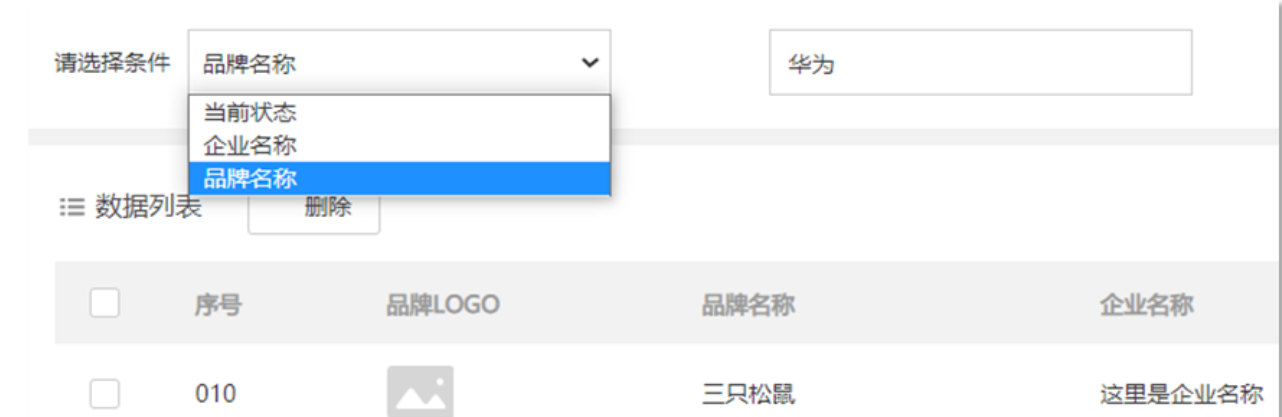 请选择条件 品牌名称 华为
当前状态
企业名称
品牌名称
数据列表 删除
序号 品牌LOGO 品牌名称 企业名称
010 三只松鼠 这里是企业名称